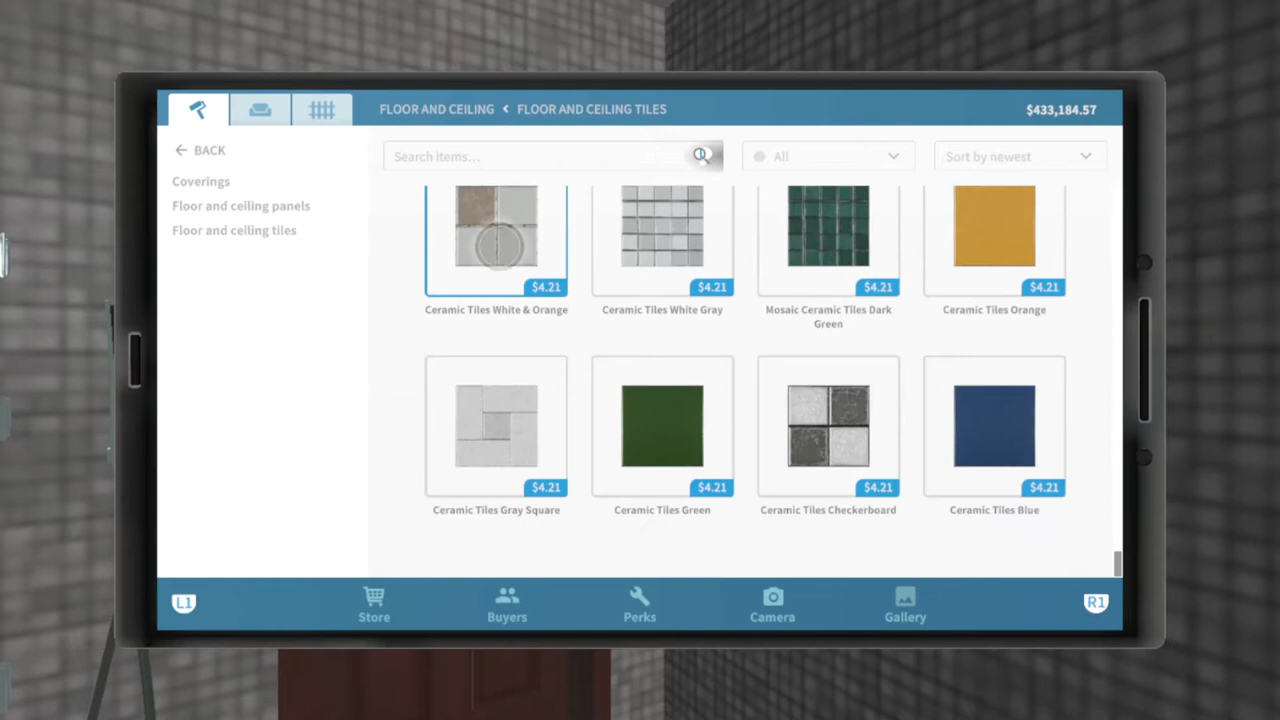 FLOOR AND CEILING < FLOOR AND CEILING TILES
$433,184.57
BACK
Search items...
All
Sort by newest
Coverings
Floor and ceiling panels
Floor and ceiling tiles
$4.21
$4.21
$4.21
$4.21
Ceramic Tiles White & Orange
Ceramic Tiles White Gray
Mosaic Ceramic Tiles Dark
Green
Ceramic Tiles Orange
$4.21
$4.21
$4.21
$4.21
Ceramic Tiles Gray Square
Ceramic Tiles Green
Ceramic Tiles Checkerboard
Ceramic Tiles Blue
L1
Store
Buyers
Perks
Camera
Gallery
R1